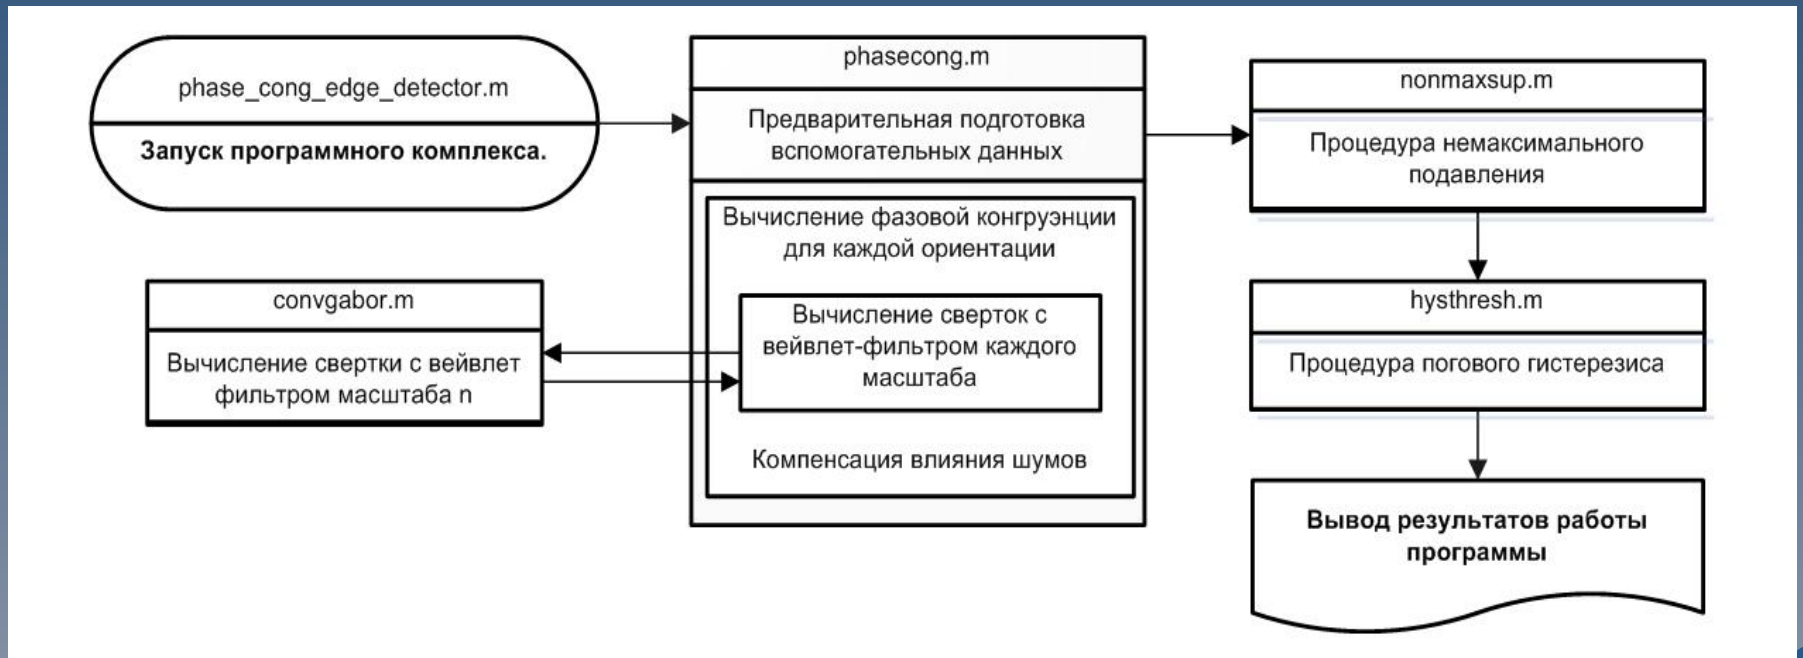 phase_cong_edge_detector.m
Запуск программного комплекса.
phasecong.m
Предварительная подготовка
вспомогательных данных
Вычисление фазовой конгруэнции
для каждой ориентации
Вычисление сверток с
вейвлет-фильтром каждого
масштаба
Компенсация влияния шумов
convgabor.m
Вычисление свертки с вейвлет
фильтром масштаба n
nonmaxsup.m
Процедура немаксимального
подавления
hysthresh.m
Процедура погового гистерезиса
Вывод результатов работы
программы